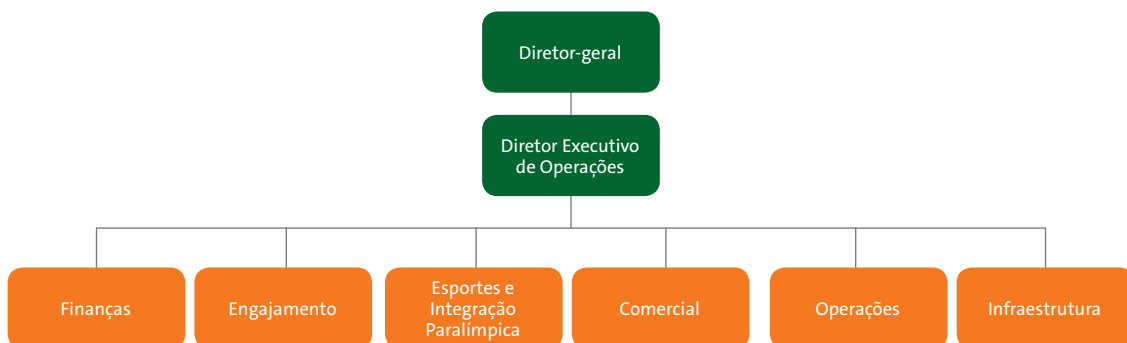 Diretor-geral
Diretor Executivo
de Operações
Finanças
Engajamento
Esportes e
Integração
Paralímpica
Comercial
Operações
Infraestrutura